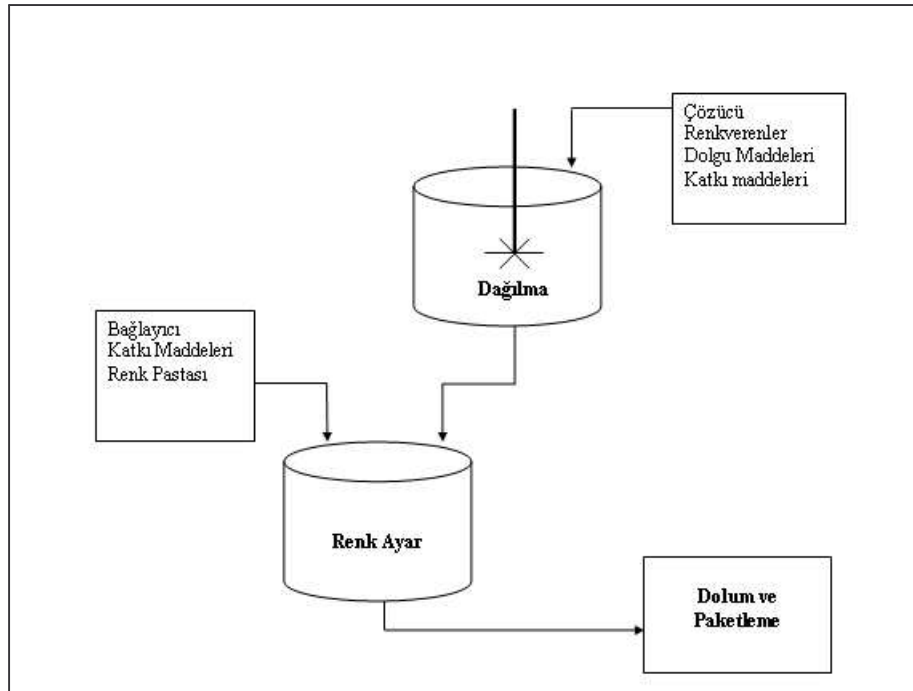 Çözücü
Renkverenler
Dolgu Maddeleri
Katkı maddeleri
Dağılma
Bağlayıcı
Katkı Maddeleri
Renk Pastası
Renk Ayar
Dolum ve
Paketleme